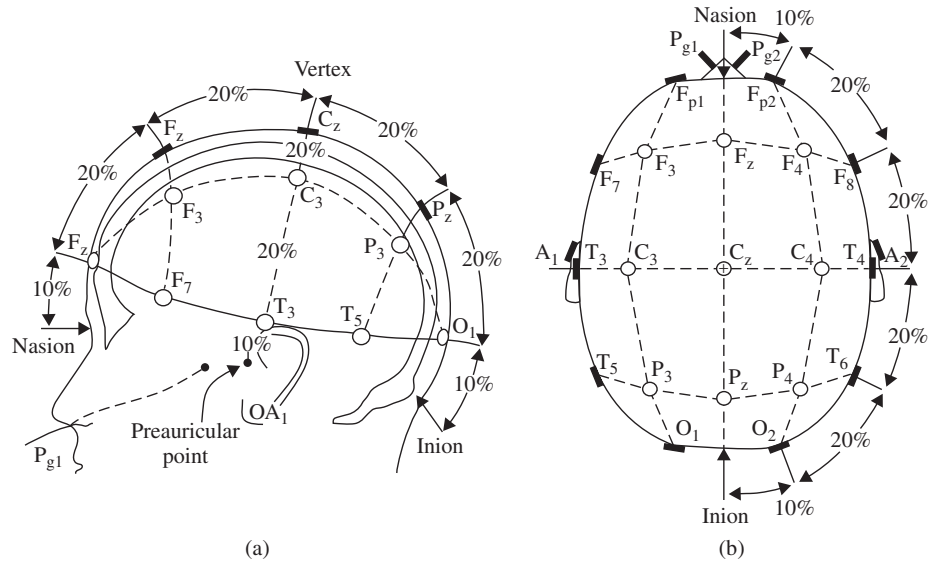 Vertex
20%
C_z
20%
F_z
20%
20%
C_3
F_3
P_z
20%
F_z
10%
Nasion
F_7
20%
P_3
T_3
T_5
O_1
10%
10%
OA_1
Preauricular
point
P_g1
Inion
(a)
Nasion
10%
P_g1
P_g2
F_p1
F_p2
20%
F_7
F_3
F_z
F_4
F_8
20%
A_1
T_3
C_3
C_z
C_4
T_4
A_2
20%
T_5
P_3
P_z
P_4
T_6
O_1
O_2
20%
10%
Inion
(b)